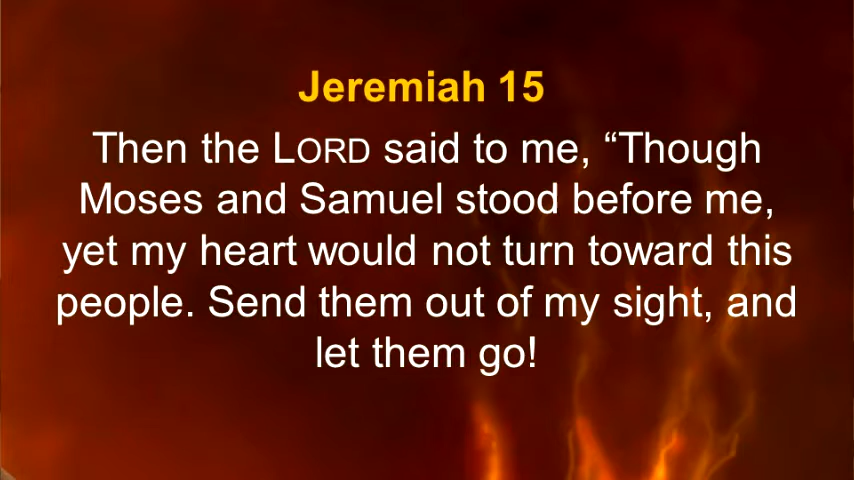 Jeremiah 15
Then the LORD said to me, “Though
Moses and Samuel stood before me,
yet my heart would not turn toward this
people. Send them out of my sight, and
let them go!